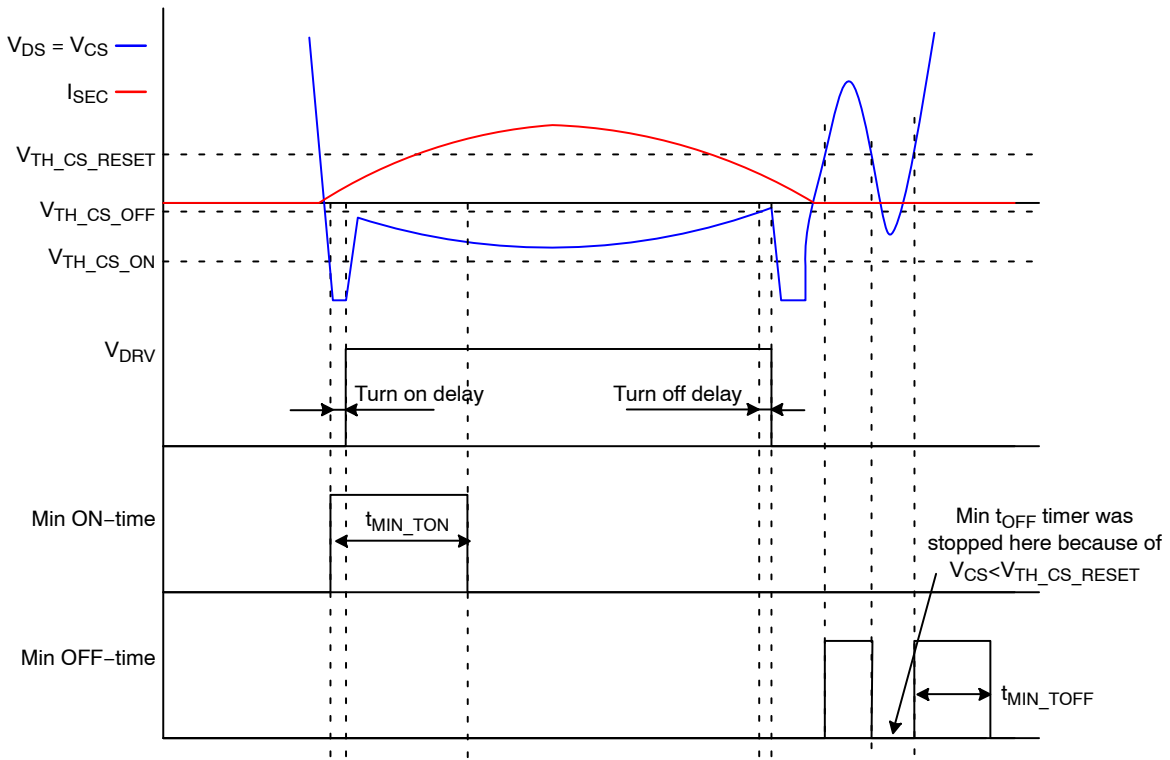 V_DS = V_CS
I_SEC
V_TH_CS_RESET
V_TH_CS_OFF
V_TH_CS_ON
V_DRV
Turn on delay
Turn off delay
Min ON−time
t_MIN_TON
Min t_OFF timer was
stopped here because of
V_CS<V_TH_CS_RESET
Min OFF−time
t_MIN_TOFF